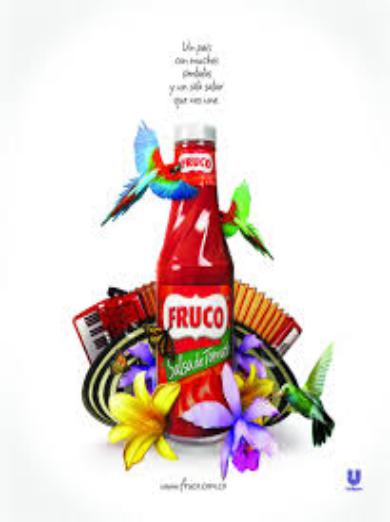 Un país
con muchos
símbolos
y un solo sabor
que nos une.
FRUCO
FRUCO
Salsa de Tomate
www.fruco.com.co
Unilever